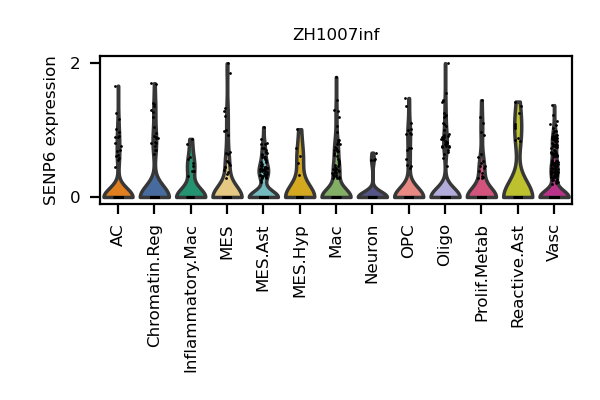 ZH1007inf
SENP6 expression
2
0
AC
Chromatin.Reg
Inflammatory.Mac
MES
MES.Ast
MES.Hyp
Mac
Neuron
OPC
Oligo
Prolif.Metab
Reactive.Ast
Vasc